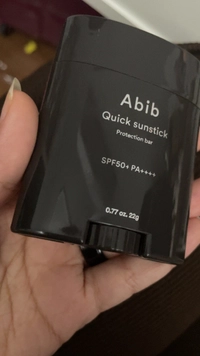 Abib
Quick sunstick
Protection bar
SPF50+ PA++++
0.77 oz. 22g